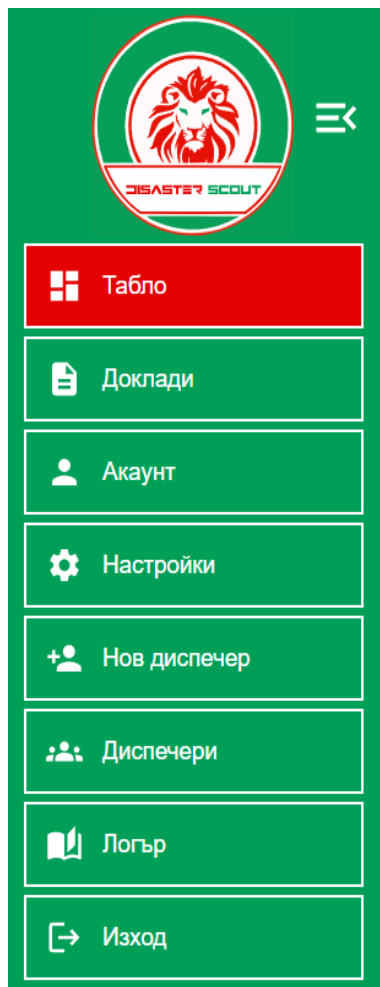 DISASTER SCOUT
Табло
Доклади
Акаунт
Настройки
Нов диспечер
Диспечери
Логър
Изход